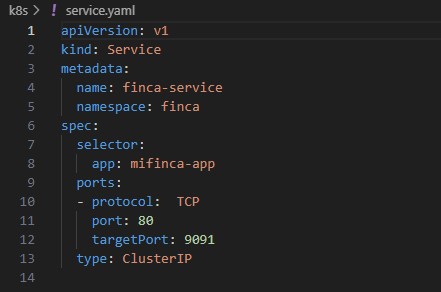 k8s > ! service.yaml
1 apiVersion: v1
2 kind: Service
3 metadata:
4   name: finca-service
5   namespace: finca
6 spec:
7   selector:
8     app: mifinca-app
9   ports:
10   - protocol:  TCP
11     port: 80
12     targetPort: 9091
13   type: ClusterIP
14